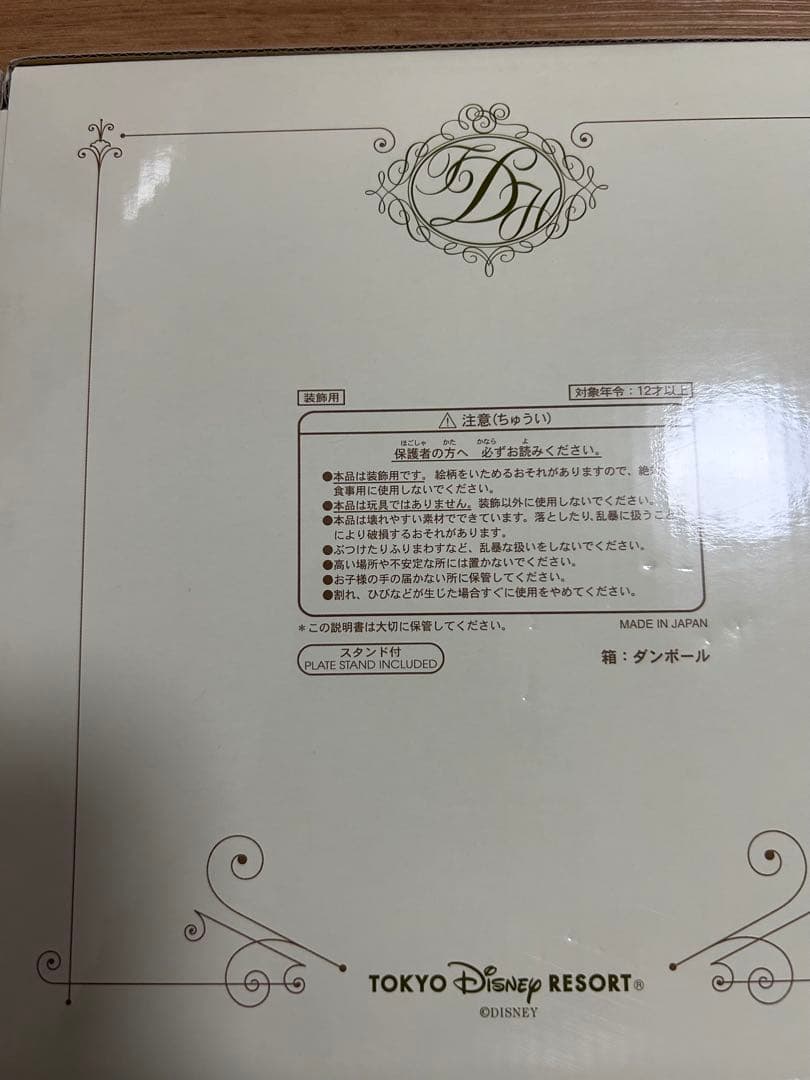 TDH
装飾用
対象年令：12才以上
⚠ 注意(ちゅうい)
保護者の方へ 必ずお読みください。
●本品は装飾用です。絵柄をいためるおそれがありますので、絶
食事用に使用しないでください。
●本品は玩具ではありません。装飾以外に使用しないでください。
●本品は壊れやすい素材でできています。落としたり、乱暴に扱うこと
により破損するおそれがあります。
●ぶつけたりふりまわすなど、乱暴な扱いをしないでください。
●高い場所や不安定な所には置かないでください。
●お子様の手の届かない所に保管してください。
●割れ、ひびなどが生じた場合すぐに使用をやめてください。
＊この説明書は大切に保管してください。
MADE IN JAPAN
スタンド付
PLATE STAND INCLUDED
箱：ダンボール
TOKYO Disney RESORT®
©DISNEY